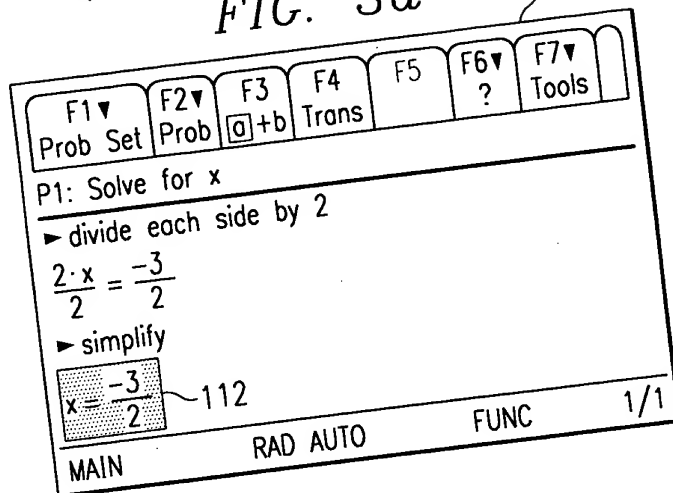 FIG. 3a
F1▼ F2▼ F3 F4 F5 F6▼ F7▼
Prob Set Prob a+b Trans ? Tools
P1: Solve for x
►divide each side by 2
2·x/2 = -3/2
►simplify
x = -3/2 112
MAIN RAD AUTO FUNC 1/1